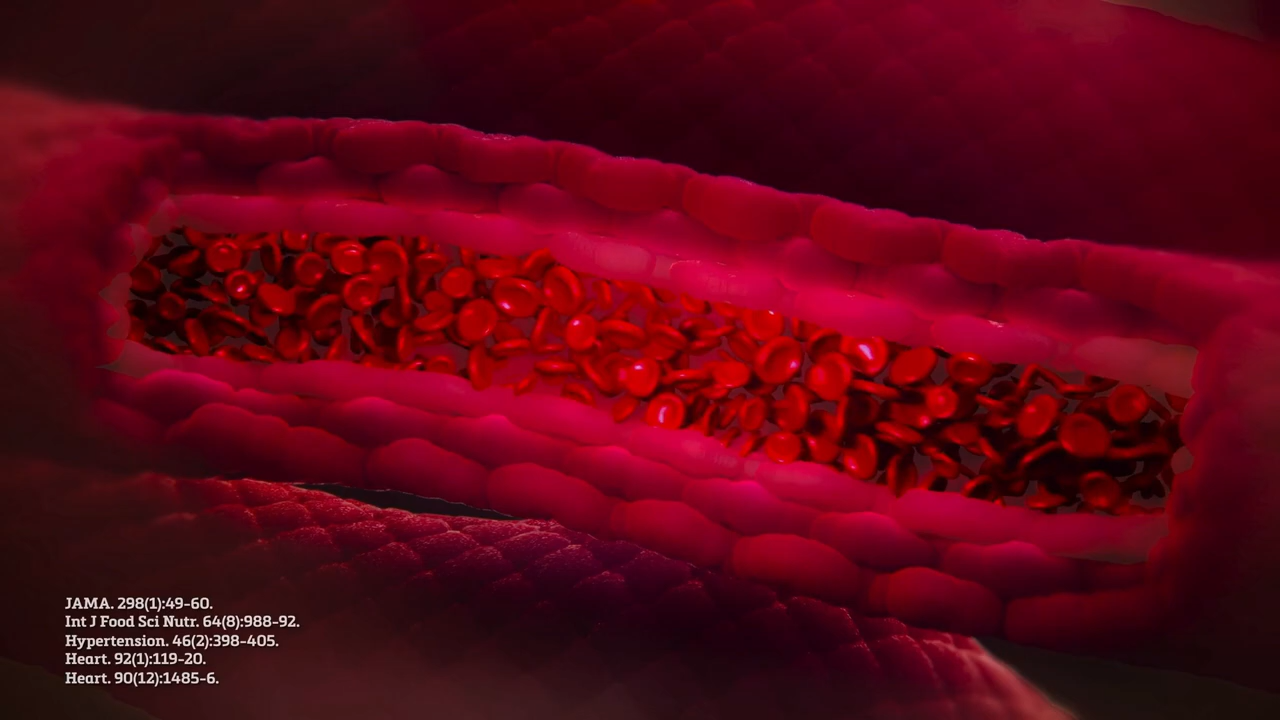 JAMA. 298(1):49-60.
Int J Food Sci Nutr. 64(8):988-92.
Hypertension. 46(2):398-405.
Heart. 92(1):119-20.
Heart. 90(12):1485-6.